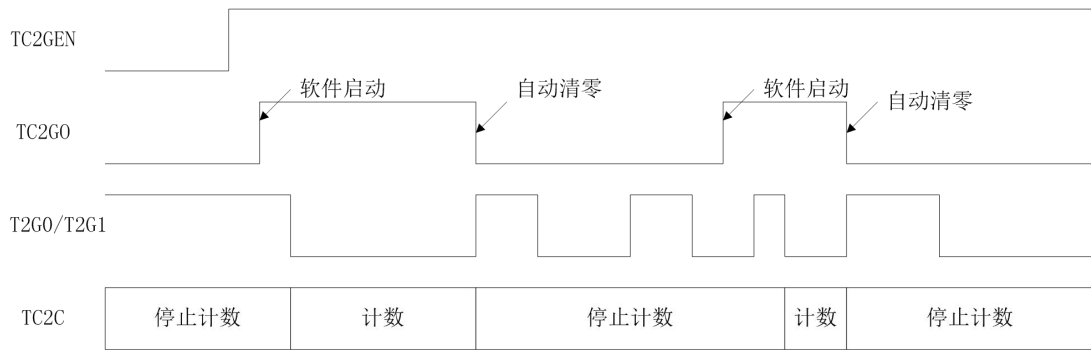 TC2GEN
软件启动
自动清零
软件启动
自动清零
TC2GO
T2G0/T2G1
TC2C
停止计数
计数
停止计数
计数
停止计数